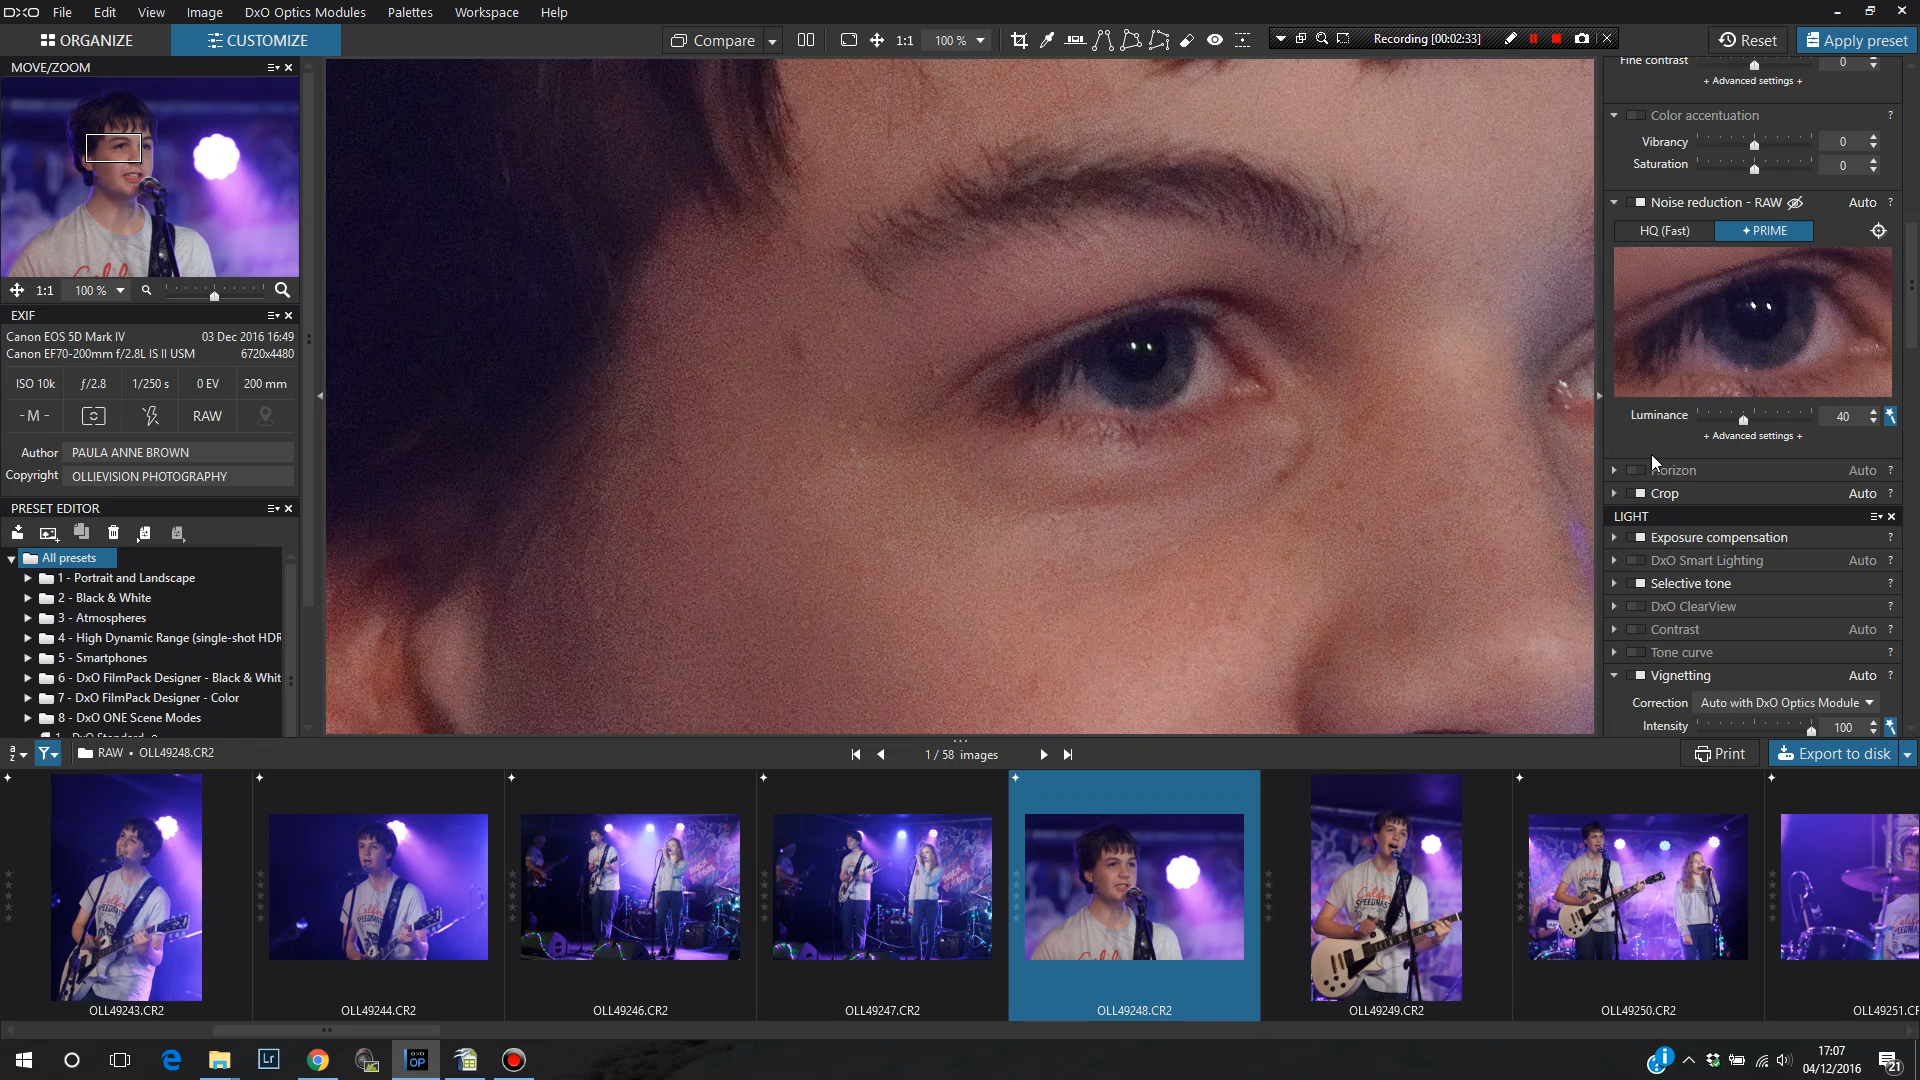 DXO File Edit View Image DxO Optics Modules Palettes Workspace Help
ORGANIZE CUSTOMIZE Compare 1:1 100 % Recording [00:02:33] Reset Apply preset
MOVE/ZOOM
1:1 100 %
EXIF
Canon EOS 5D Mark IV 03 Dec 2016 16:49
Canon EF70-200mm f/2.8L IS II USM 6720x4480
ISO 10k ƒ/2.8 1/250 s 0 EV 200 mm
- M - RAW
Author PAULA ANNE BROWN
Copyright OLLIEVISION PHOTOGRAPHY
PRESET EDITOR
All presets
1 - Portrait and Landscape
2 - Black & White
3 - Atmospheres
4 - High Dynamic Range (single-shot HDR
5 - Smartphones
6 - DxO FilmPack Designer - Black & Whit
7 - DxO FilmPack Designer - Color
8 - DxO ONE Scene Modes
Fine contrast 0
+ Advanced settings +
Color accentuation ?
Vibrancy 0
Saturation 0
Noise reduction - RAW Auto ?
HQ (Fast) PRIME
Luminance 40
+ Advanced settings +
Horizon Auto ?
Crop Auto ?
LIGHT
Exposure compensation ?
DxO Smart Lighting Auto ?
Selective tone ?
DxO ClearView ?
Contrast Auto ?
Tone curve ?
Vignetting Auto ?
Correction Auto with DxO Optics Module
Intensity 100
RAW • OLL49248.CR2 1 / 58 images Print Export to disk
OLL49243.CR2 OLL49244.CR2 OLL49246.CR2 OLL49247.CR2 OLL49248.CR2 OLL49249.CR2 OLL49250.CR2 OLL49251.CR
Lr DXO OP 17:07
04/12/2016 21